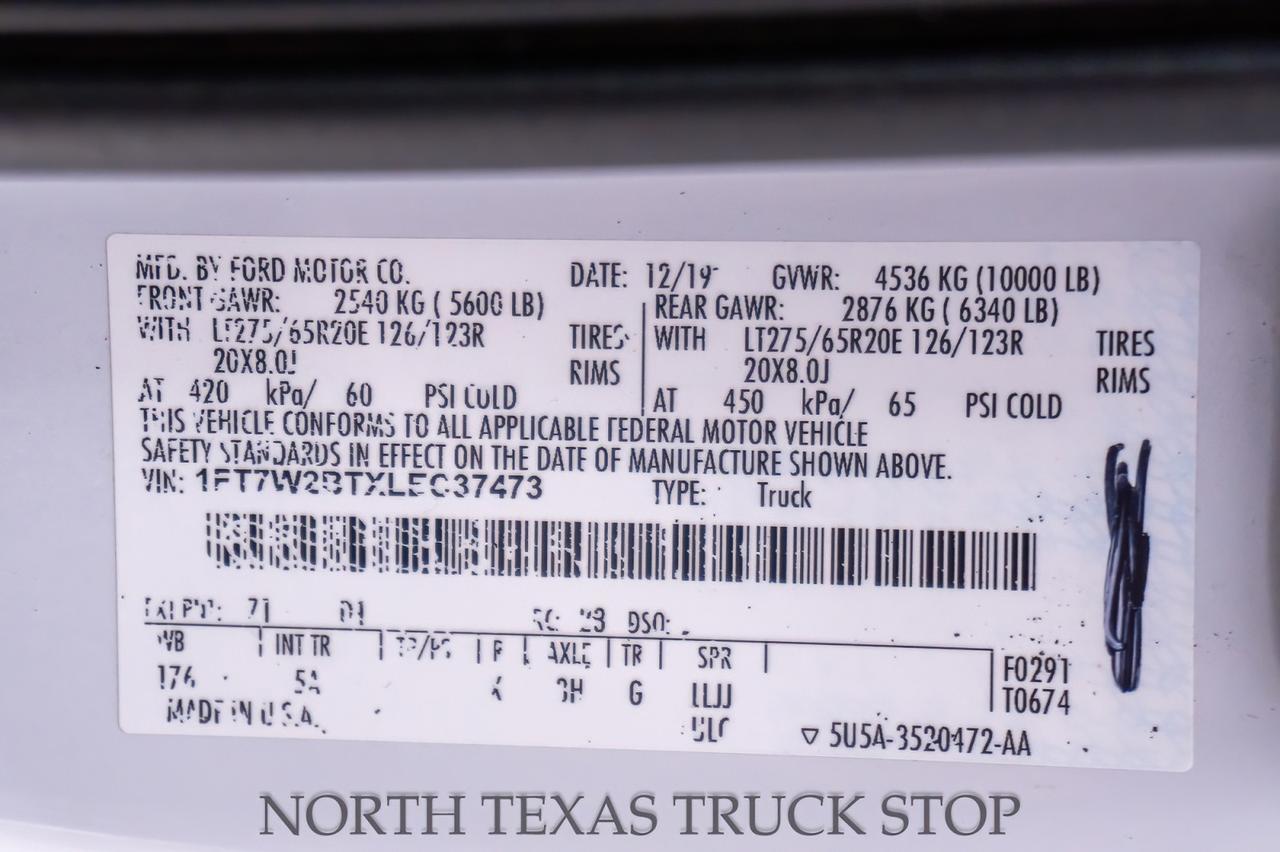 MFD. BY FORD MOTOR CO. DATE: 12/19 GVWR: 4536 KG (10000 LB)
FRONT GAWR: 2540 KG ( 5600 LB) REAR GAWR: 2876 KG ( 6340 LB)
WITH LT275/65R20E 126/123R TIRES WITH LT275/65R20E 126/123R TIRES
20X8.0J RIMS 20X8.0J RIMS
AT 420 kPa/ 60 PSI COLD AT 450 kPa/ 65 PSI COLD
THIS VEHICLE CONFORMS TO ALL APPLICABLE FEDERAL MOTOR VEHICLE
SAFETY STANDARDS IN EFFECT ON THE DATE OF MANUFACTURE SHOWN ABOVE.
VIN: 1FT7W2BTXLEC37473 TYPE: Truck
DSO:
WB INT TR TP/PS R AXLE TR SPR F0291
176 5A G T0674
MADE IN U.S.A. ▽ 5U5A-3520472-AA
NORTH TEXAS TRUCK STOP